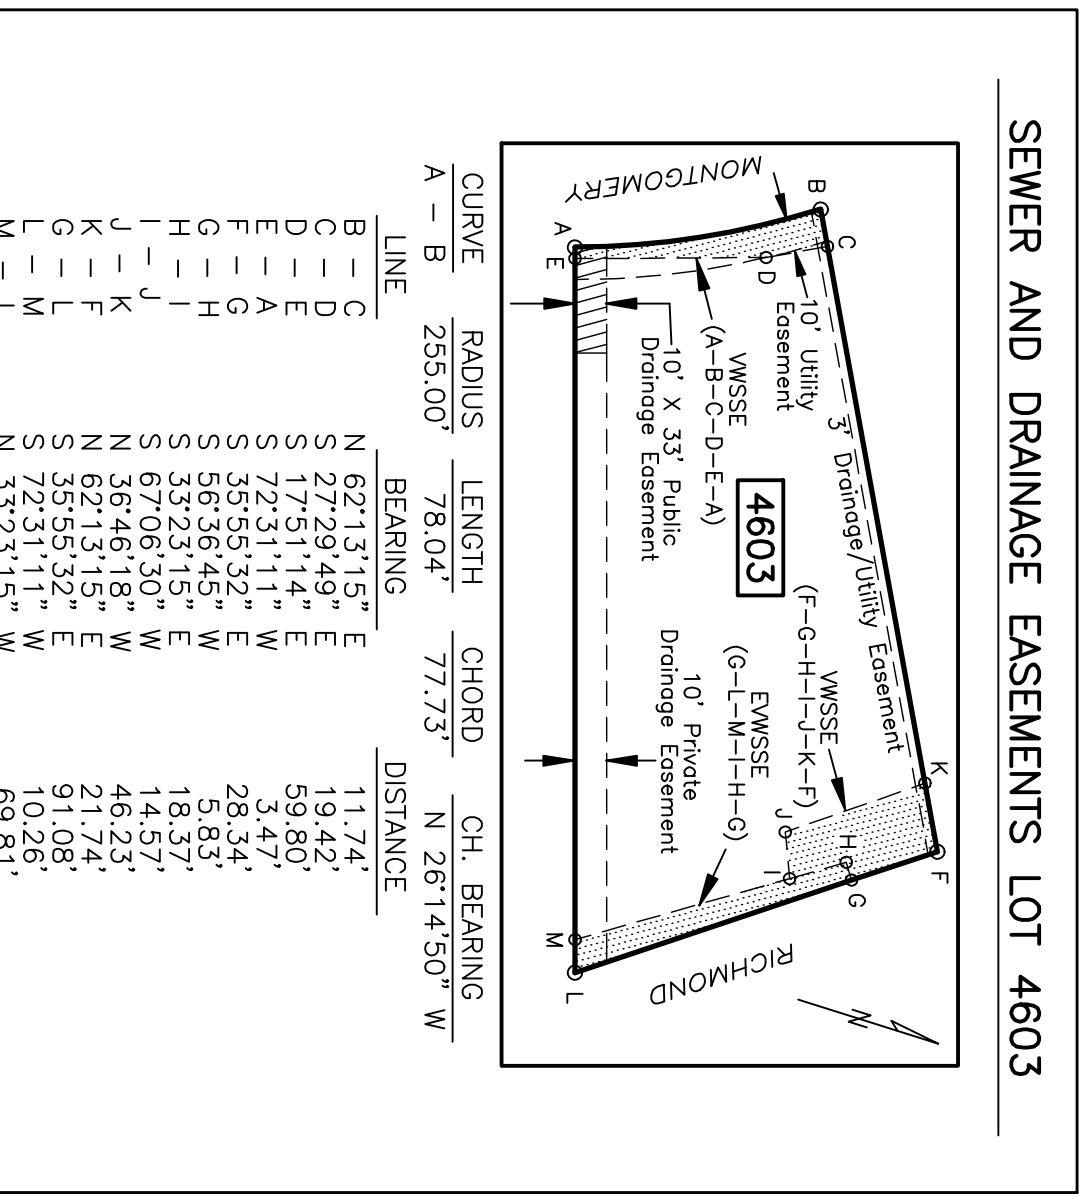 SEWER AND DRAINAGE EASEMENTS LOT 4603
MONTGOMERY
B
C
A
E
D
10' Utility
Easement
VWSSE
(A-B-C-D-E-A)
10' X 33' Public
Drainage Easement
3' Drainage/Utility Easement
4603
VWSSE
(F-G-H-I-J-K-F)
EVWSSE
(G-L-M-I-H-G)
10' Private
Drainage Easement
K
F
J
H
G
I
M
L
RICHMOND
N
CURVE RADIUS LENGTH CHORD CH. BEARING
A - B 255.00' 78.04' 77.73' N 26°14'50" W
LINE BEARING DISTANCE
B - C N 62°13'15" E 11.74'
C - D S 27°29'49" E 19.42'
D - E S 17°51'14" E 59.80'
E - A S 72°31'11" W 3.47'
F - G S 35°55'32" E 28.34'
G - H S 56°36'45" W 5.83'
H - I S 33°23'15" E 18.37'
I - J S 67°06'30" W 14.57'
J - K N 36°46'18" W 46.23'
K - F N 62°13'15" E 21.74'
G - L S 35°55'32" E 91.08'
L - M S 72°31'11" W 10.26'
M - I N 33°23'15" W 69.81'